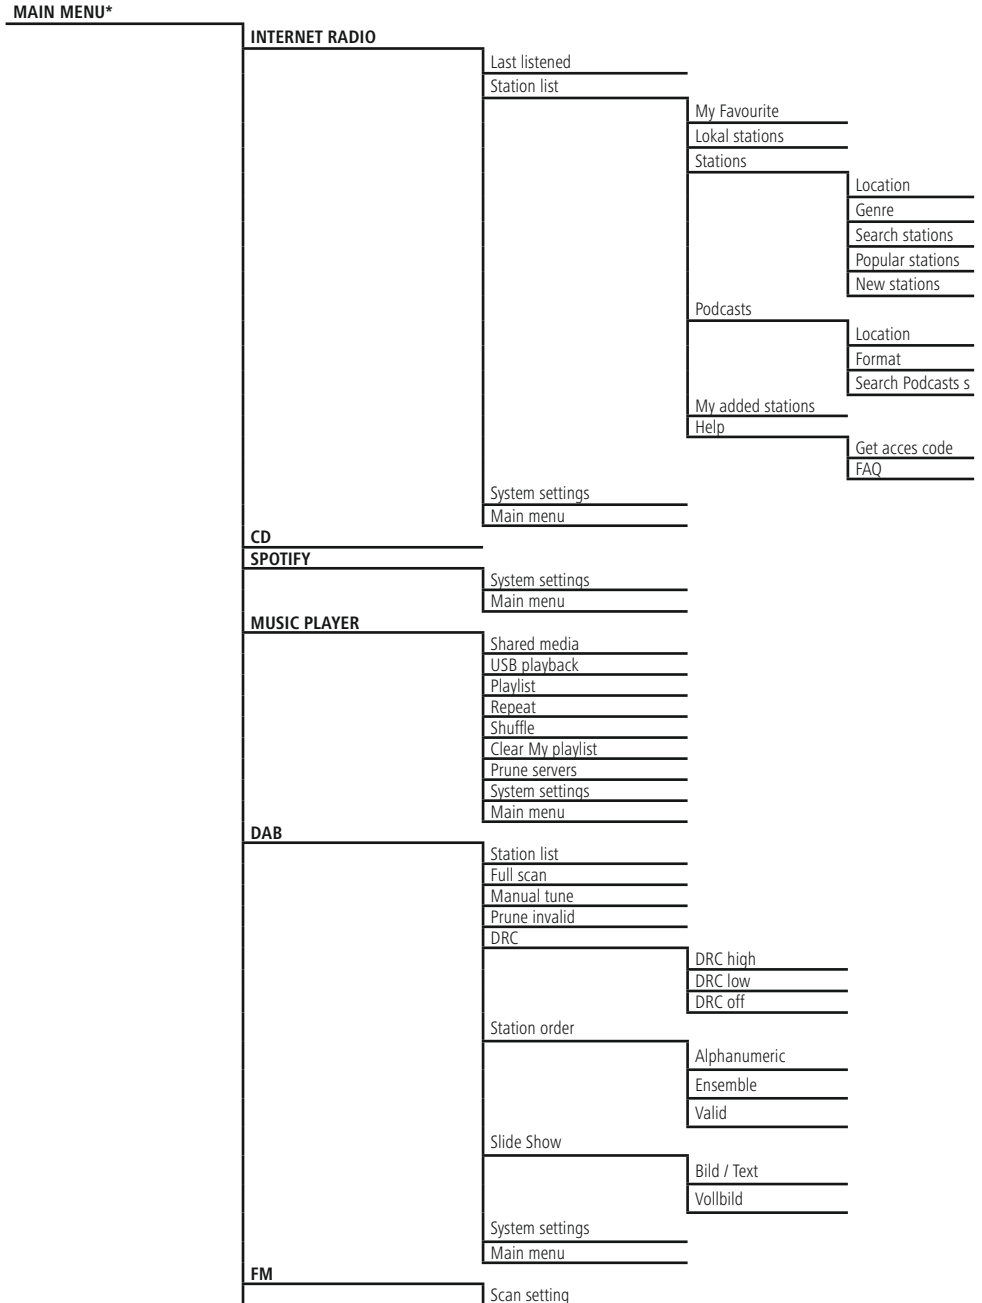 MAIN MENU*
INTERNET RADIO
Last listened
Station list
My Favourite
Lokal stations
Stations
Location
Genre
Search stations
Popular stations
New stations
Podcasts
Location
Format
Search Podcasts s
My added stations
Help
Get acces code
FAQ
System settings
Main menu
CD
SPOTIFY
System settings
Main menu
MUSIC PLAYER
Shared media
USB playback
Playlist
Repeat
Shuffle
Clear My playlist
Prune servers
System settings
Main menu
DAB
Station list
Full scan
Manual tune
Prune invalid
DRC
DRC high
DRC low
DRC off
Station order
Alphanumeric
Ensemble
Valid
Slide Show
Bild / Text
Vollbild
System settings
Main menu
FM
Scan setting